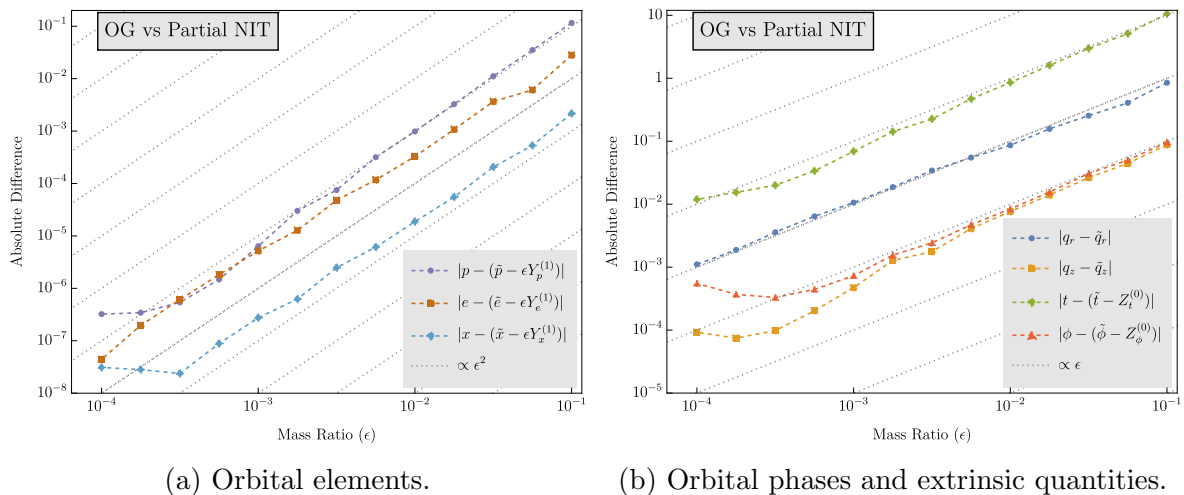 OG vs Partial NIT
10^{-1}
10^{-2}
10^{-3}
10^{-4}
10^{-5}
10^{-6}
10^{-7}
10^{-8}
Absolute Difference
|p − (p̃ − ϵY_p^{(1)})|
|e − (ẽ − ϵY_e^{(1)})|
|x − (x̃ − ϵY_x^{(1)})|
∝ ϵ^2
10^{-4} 10^{-3} 10^{-2} 10^{-1}
Mass Ratio (ϵ)
(a) Orbital elements.
OG vs Partial NIT
10
1
10^{-1}
10^{-2}
10^{-3}
10^{-4}
10^{-5}
Absolute Difference
|q_r − q̃_r|
|q_z − q̃_z|
|t − (t̃ − Z_t^{(0)})|
|ϕ − (ϕ̃ − Z_ϕ^{(0)})|
∝ ϵ
10^{-4} 10^{-3} 10^{-2} 10^{-1}
Mass Ratio (ϵ)
(b) Orbital phases and extrinsic quantities.